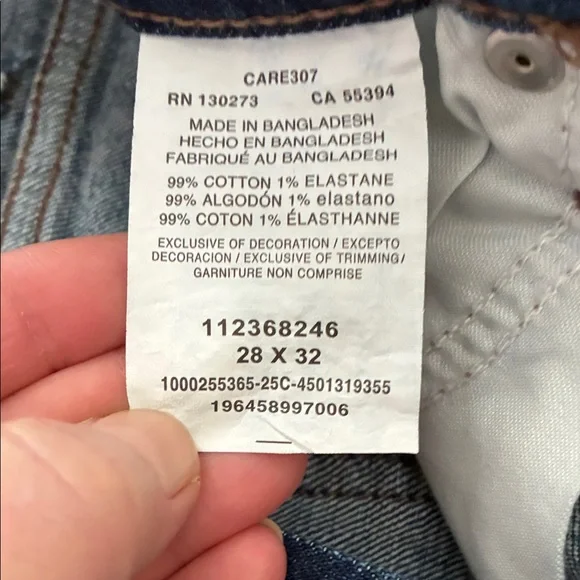 CARE307
RN 130273 CA 55394
MADE IN BANGLADESH
HECHO EN BANGLADESH
FABRIQUÉ AU BANGLADESH
99% COTTON 1% ELASTANE
99% ALGODÓN 1% elastano
99% COTON 1% ÉLASTHANNE
EXCLUSIVE OF DECORATION / EXCEPTO
DECORACION / EXCLUSIVE OF TRIMMING/
GARNITURE NON COMPRISE
112368246
28 X 32
1000255365-25C-4501319355
196458997006